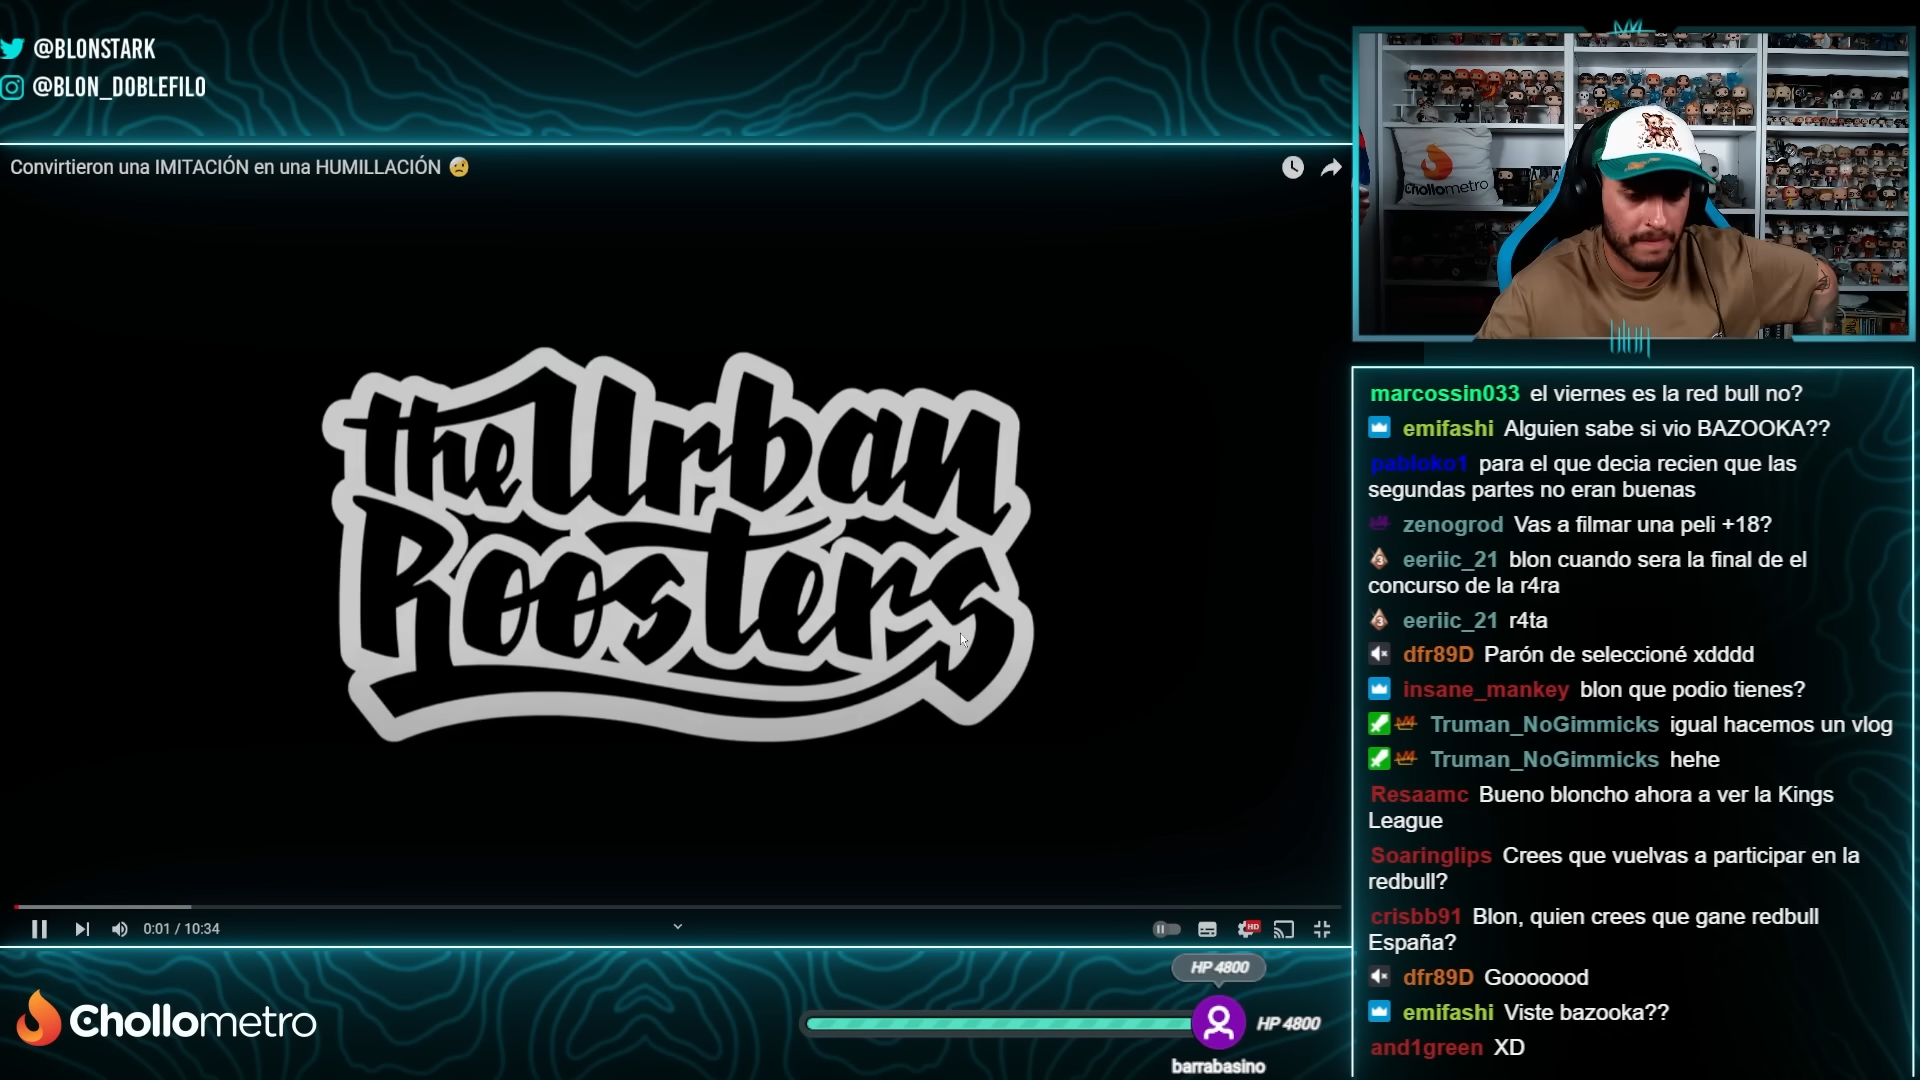 @BLONSTARK
@BLON_DOBLEFILO
Convirtieron una IMITACIÓN en una HUMILLACIÓN
the Urban
Roosters
0:01 / 10:34
HD
Chollometro
HP 4800
HP 4800
barrabasino
chollometro
marcossin033 el viernes es la red bull no?
emifashi Alguien sabe si vio BAZOOKA??
pabloko1 para el que decia recien que las
segundas partes no eran buenas
zenogrod Vas a filmar una peli +18?
3 eeriic_21 blon cuando sera la final de el
concurso de la r4ra
3 eeriic_21 r4ta
dfr89D Parón de seleccioné xdddd
insane_mankey blon que podio tienes?
Truman_NoGimmicks igual hacemos un vlog
Truman_NoGimmicks hehe
Resaamc Bueno bloncho ahora a ver la Kings
League
Soaringlips Crees que vuelvas a participar en la
redbull?
crisbb91 Blon, quien crees que gane redbull
España?
dfr89D Gooooood
emifashi Viste bazooka??
and1green XD